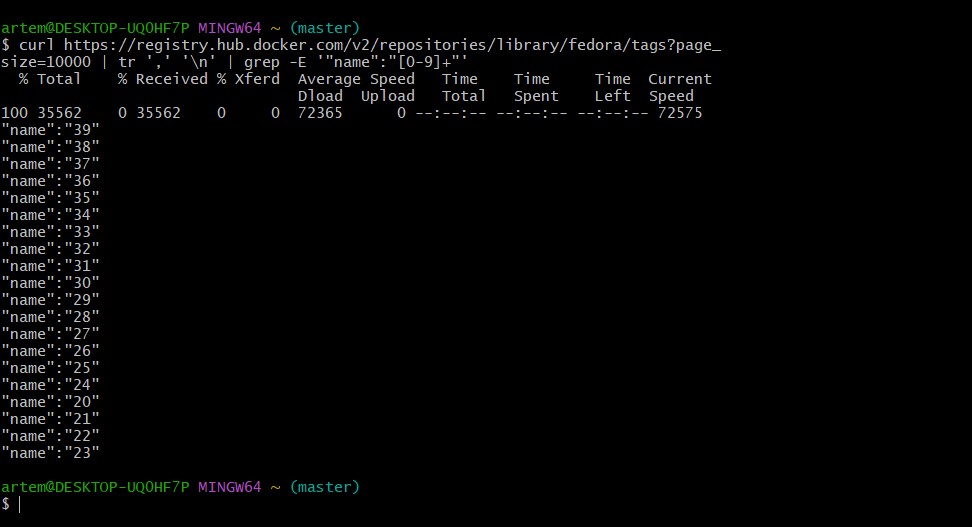 artem@DESKTOP-UQ0HF7P MINGW64 ~ (master)
$ curl https://registry.hub.docker.com/v2/repositories/library/fedora/tags?page_
size=10000 | tr ',' '\n' | grep -E '"name":"[0-9]+"'
  % Total    % Received % Xferd  Average Speed   Time    Time     Time  Current
                                 Dload  Upload   Total   Spent    Left  Speed
100 35562    0 35562    0     0  72365      0 --:--:-- --:--:-- --:--:-- 72575
"name":"39"
"name":"38"
"name":"37"
"name":"36"
"name":"35"
"name":"34"
"name":"33"
"name":"32"
"name":"31"
"name":"30"
"name":"29"
"name":"28"
"name":"27"
"name":"26"
"name":"25"
"name":"24"
"name":"20"
"name":"21"
"name":"22"
"name":"23"
artem@DESKTOP-UQ0HF7P MINGW64 ~ (master)
$